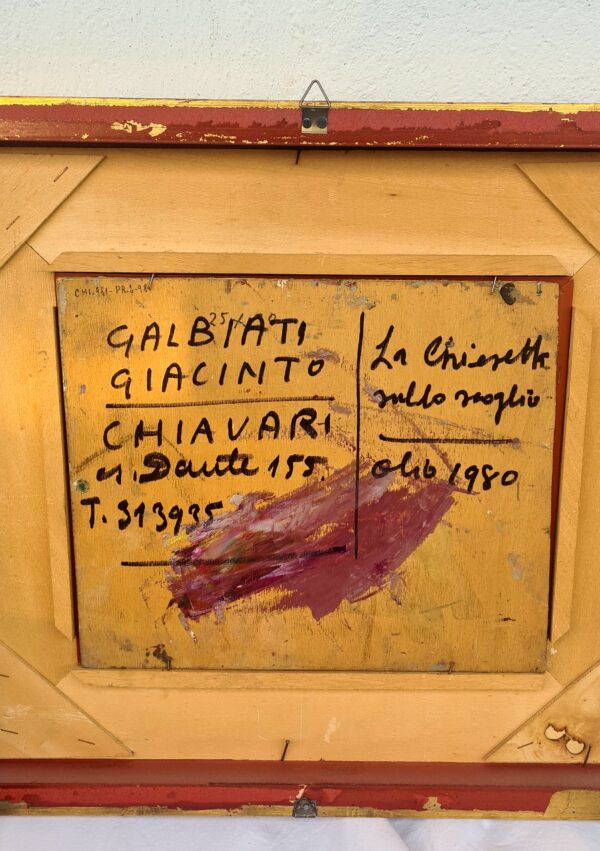 GALBIATI
GIACINTO
CHIAVARI
Dante 155.
T. 313935
La Chiesetta
sullo scoglio
olio 1980